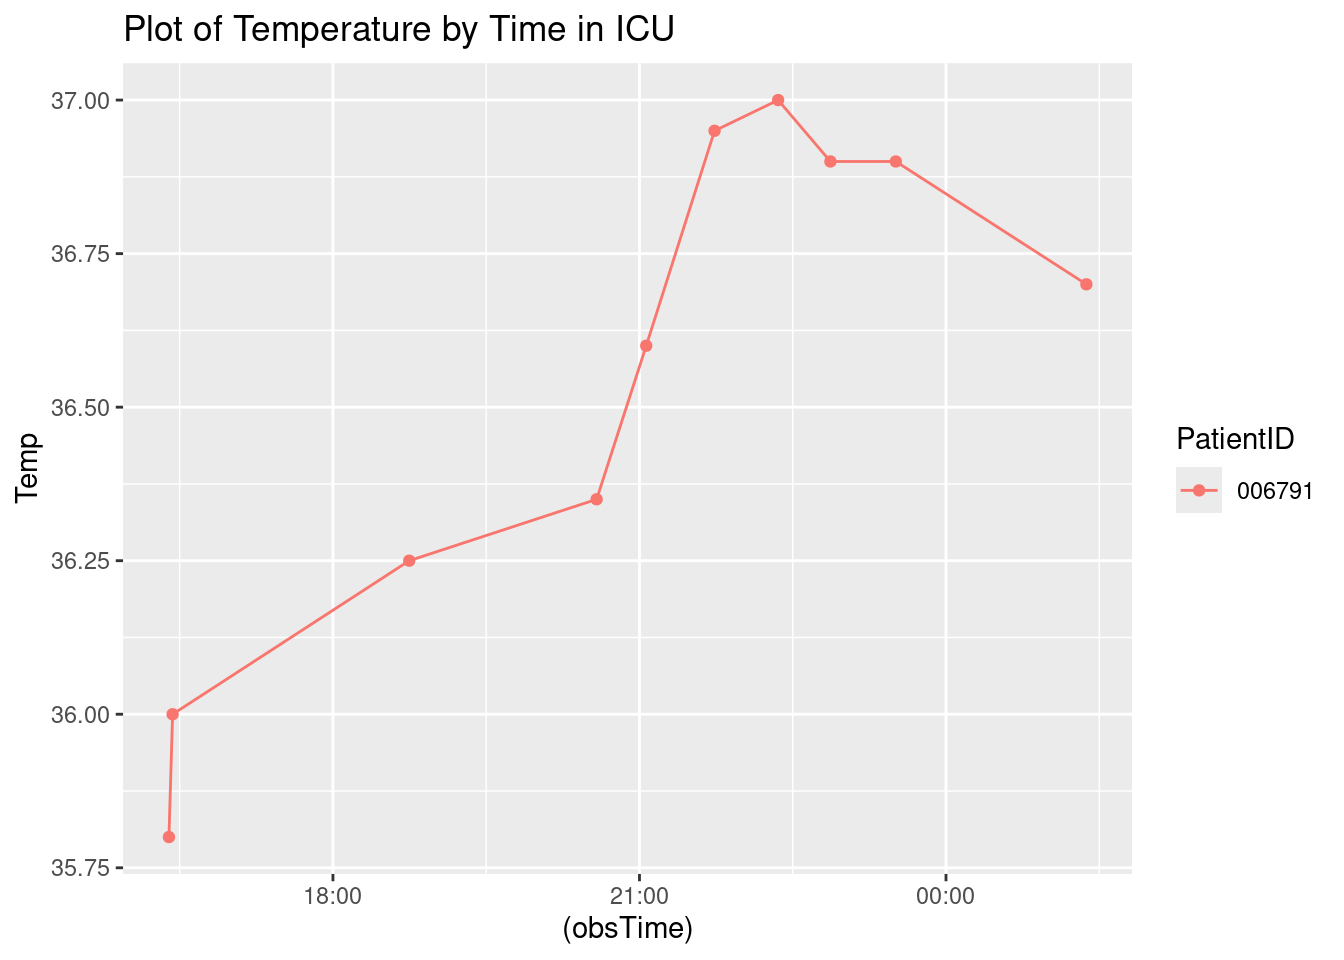 Plot of Temperature by Time in ICU
37.00
36.75
36.50
36.25
36.00
35.75
Temp
18:00 21:00 00:00
(obsTime)
PatientID
006791